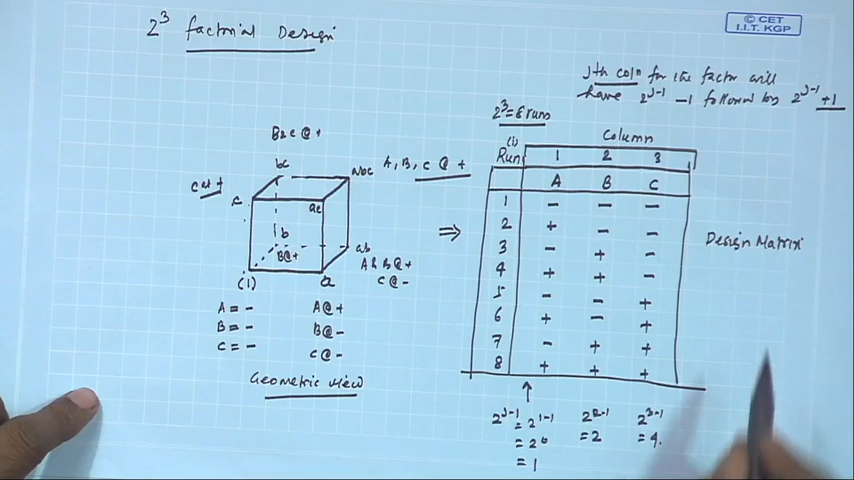 2³ factorial Design
© CET
I.I.T. KGP
Jth coln for the factor will
have 2^(J-1) -1 followed by 2^(J-1) +1
2³=8 runs
B & C @ +
bc
Abc
A, B, C @ +
C at +
c
ac
b
B@+
ab
A & B @ +
C @ -
(1)
a
A = -
B = -
C = -
A @ +
B @ -
C @ -
Geometric view
⇒
Column
(i)
Run 1 2 3
A B C
1 - - -
2 + - -
3 - + -
4 + + -
5 - - +
6 + - +
7 - + +
8 + + +
Design Matrix
2^(J-1) = 2^(1-1)
= 2⁰
= 1
2^(2-1)
= 2
2^(3-1)
= 4.